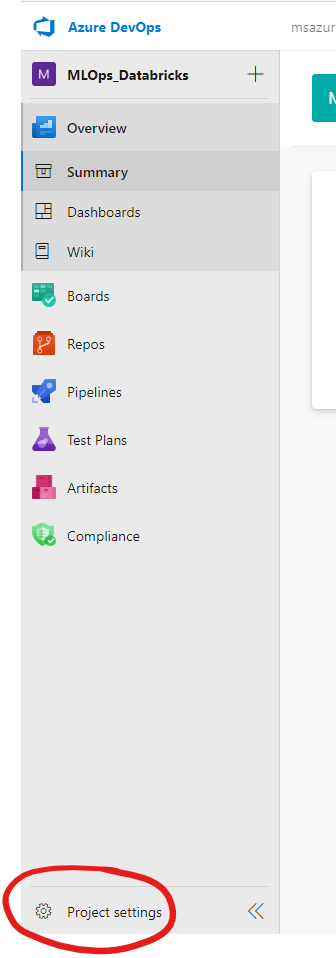 Azure DevOps
msazur
M MLOps_Databricks
Overview
Summary
Dashboards
Wiki
Boards
Repos
Pipelines
Test Plans
Artifacts
Compliance
Project settings